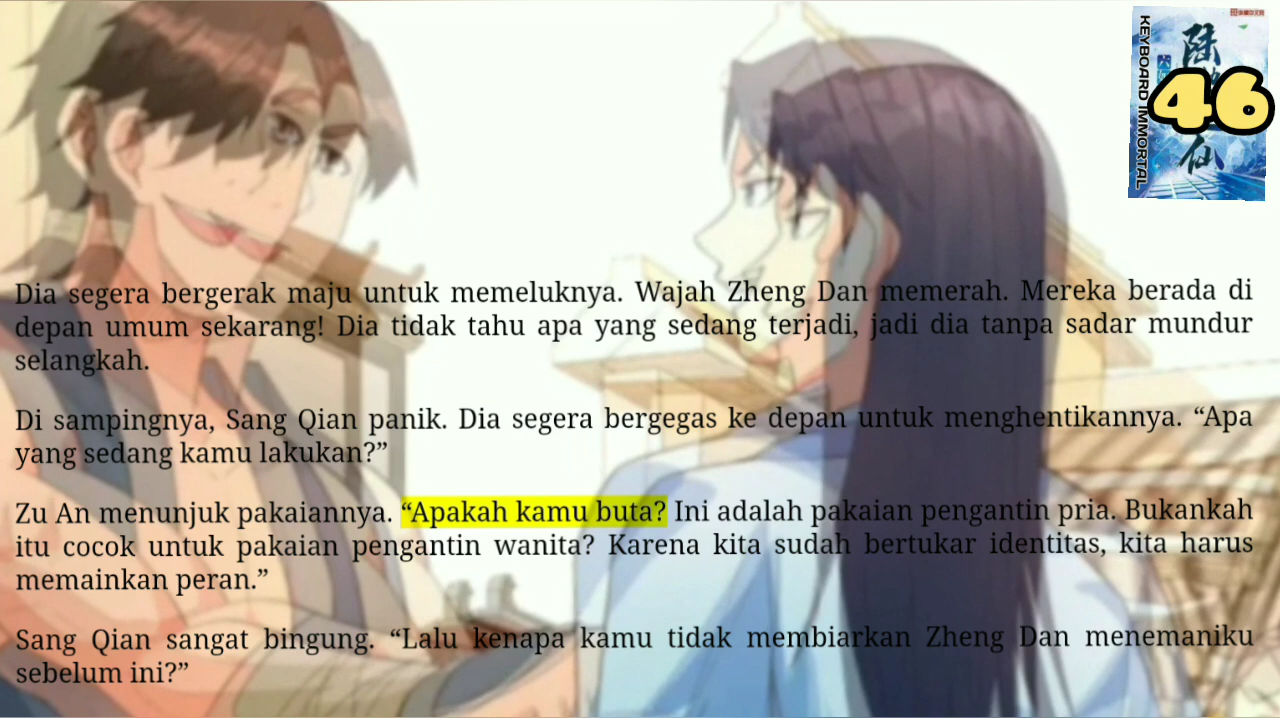 KEYBOARD IMMORTAL
46
Dia segera bergerak maju untuk memeluknya. Wajah Zheng Dan memerah. Mereka berada di
depan umum sekarang! Dia tidak tahu apa yang sedang terjadi, jadi dia tanpa sadar mundur
selangkah.
Di sampingnya, Sang Qian panik. Dia segera bergegas ke depan untuk menghentikannya. “Apa
yang sedang kamu lakukan?”
Zu An menunjuk pakaiannya. “Apakah kamu buta? Ini adalah pakaian pengantin pria. Bukankah
itu cocok untuk pakaian pengantin wanita? Karena kita sudah bertukar identitas, kita harus
memainkan peran.”
Sang Qian sangat bingung. “Lalu kenapa kamu tidak membiarkan Zheng Dan menemaniku
sebelum ini?”